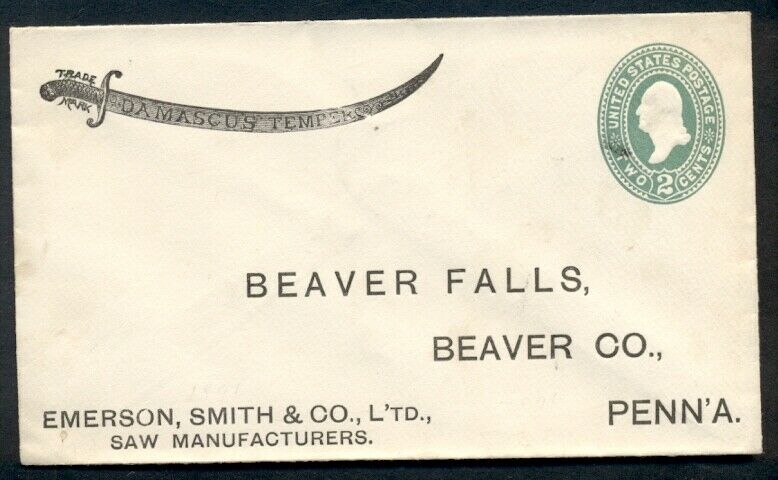 TRADE
MARK
DAMASCUS TEMPER
UNITED STATES POSTAGE
TWO 2 CENTS
BEAVER FALLS,
BEAVER CO.,
PENN'A.
EMERSON, SMITH & CO., L'TD.,
SAW MANUFACTURERS.